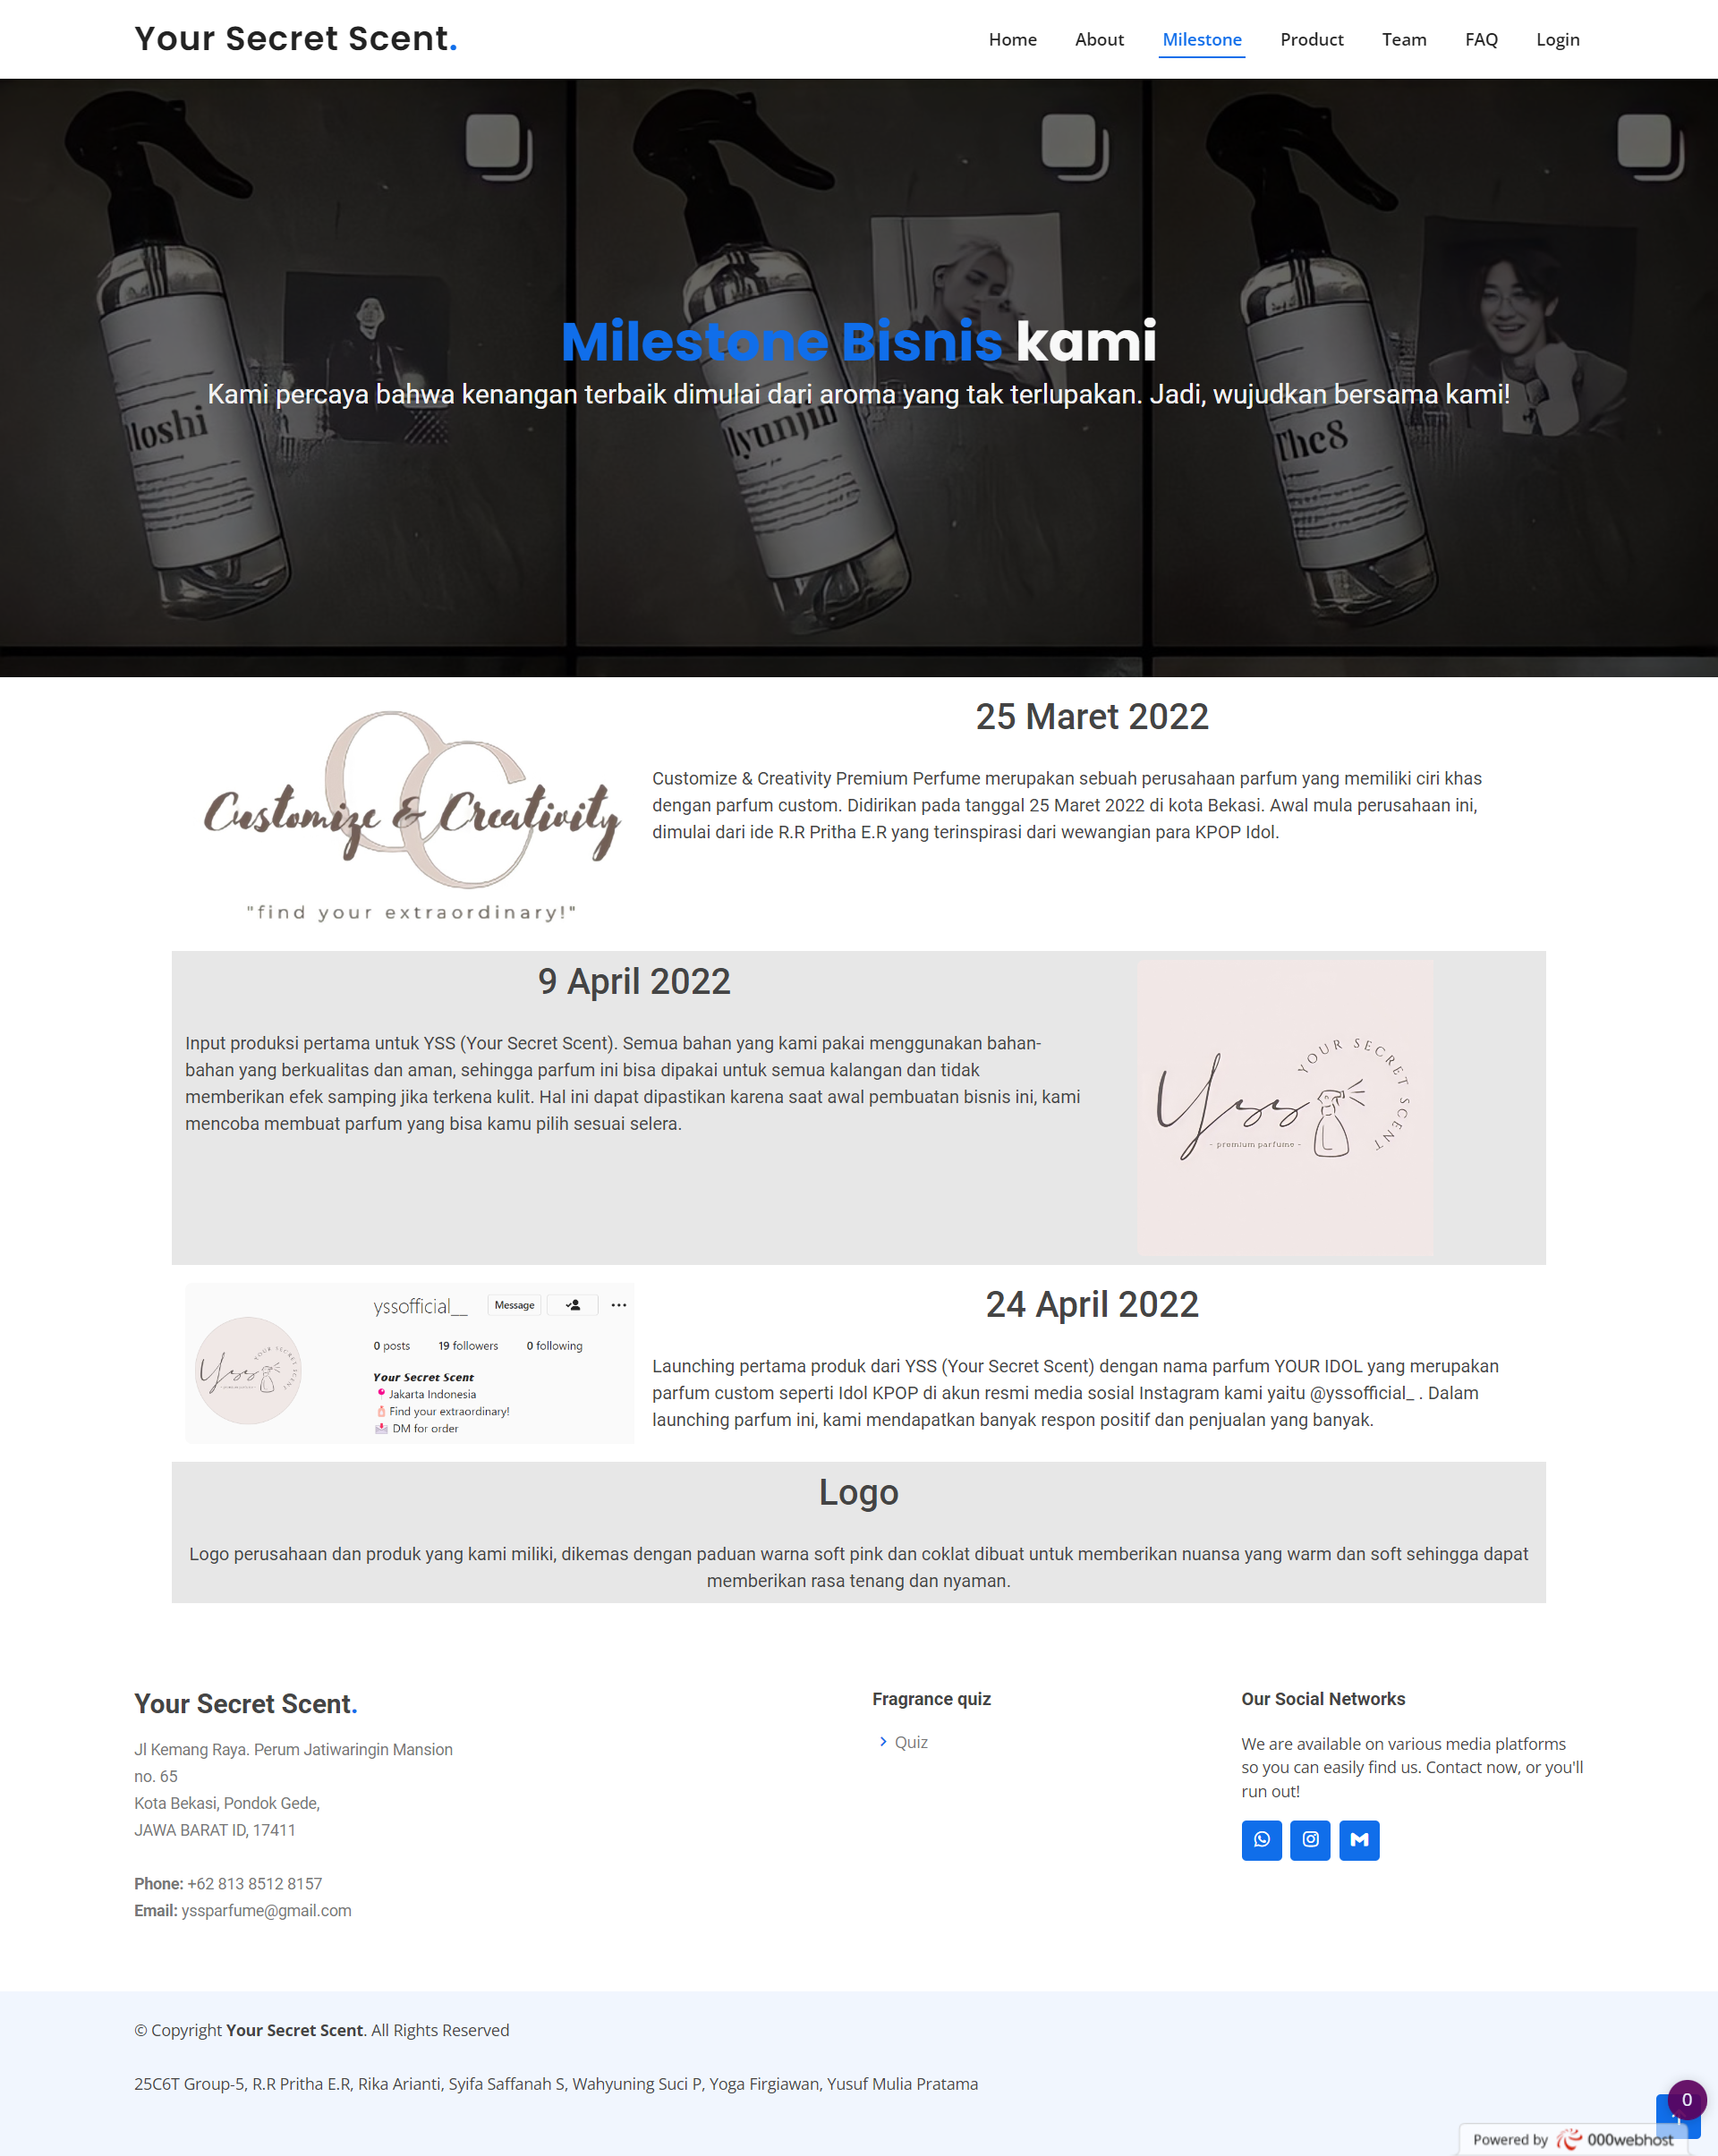 Your Secret Scent.
Home About Milestone Product Team FAQ Login
Milestone Bisnis kami
Kami percaya bahwa kenangan terbaik dimulai dari aroma yang tak terlupakan. Jadi, wujudkan bersama kami!
Hoshi
Hyunjin
The8
25 Maret 2022
CC
Customize & Creativity
"find your extraordinary!"
Customize & Creativity Premium Perfume merupakan sebuah perusahaan parfum yang memiliki ciri khas
dengan parfum custom. Didirikan pada tanggal 25 Maret 2022 di kota Bekasi. Awal mula perusahaan ini,
dimulai dari ide R.R Pritha E.R yang terinspirasi dari wewangian para KPOP Idol.
9 April 2022
Input produksi pertama untuk YSS (Your Secret Scent). Semua bahan yang kami pakai menggunakan bahan-
bahan yang berkualitas dan aman, sehingga parfum ini bisa dipakai untuk semua kalangan dan tidak
memberikan efek samping jika terkena kulit. Hal ini dapat dipastikan karena saat awal pembuatan bisnis ini, kami
mencoba membuat parfum yang bisa kamu pilih sesuai selera.
YOUR SECRET SCENT
Yss
- premium parfume -
yssofficial__ Message
0 posts 19 followers 0 following
Your Secret Scent
Jakarta Indonesia
Find your extraordinary!
DM for order
Yss
YOUR SECRET SCENT
24 April 2022
Launching pertama produk dari YSS (Your Secret Scent) dengan nama parfum YOUR IDOL yang merupakan
parfum custom seperti Idol KPOP di akun resmi media sosial Instagram kami yaitu @yssofficial_ . Dalam
launching parfum ini, kami mendapatkan banyak respon positif dan penjualan yang banyak.
Logo
Logo perusahaan dan produk yang kami miliki, dikemas dengan paduan warna soft pink dan coklat dibuat untuk memberikan nuansa yang warm dan soft sehingga dapat
memberikan rasa tenang dan nyaman.
Your Secret Scent.
Jl Kemang Raya. Perum Jatiwaringin Mansion
no. 65
Kota Bekasi, Pondok Gede,
JAWA BARAT ID, 17411
Phone: +62 813 8512 8157
Email: yssparfume@gmail.com
Fragrance quiz
Quiz
Our Social Networks
We are available on various media platforms
so you can easily find us. Contact now, or you'll
run out!
© Copyright Your Secret Scent. All Rights Reserved
25C6T Group-5, R.R Pritha E.R, Rika Arianti, Syifa Saffanah S, Wahyuning Suci P, Yoga Firgiawan, Yusuf Mulia Pratama
0
Powered by 000webhost